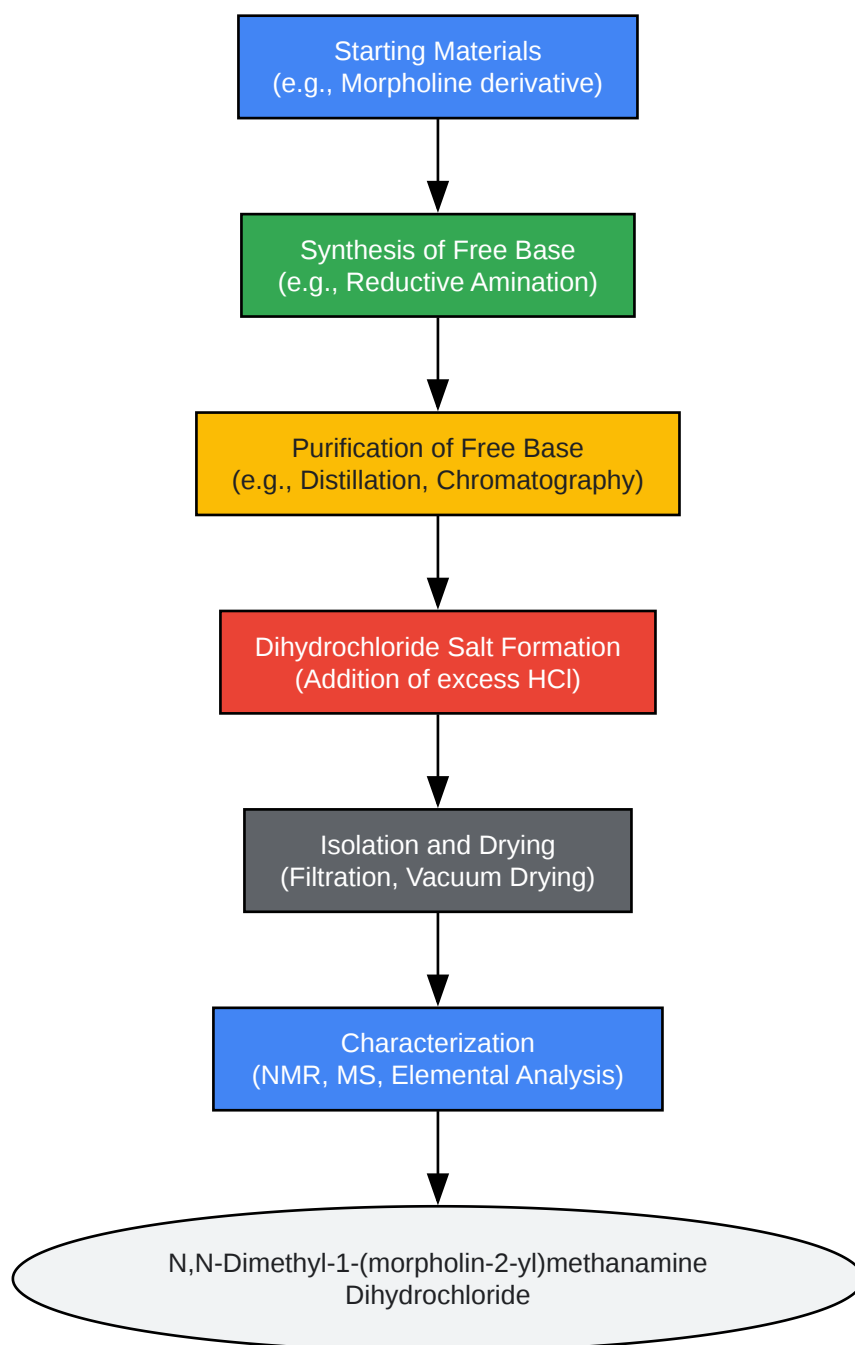 Starting Materials
(e.g., Morpholine derivative)
Synthesis of Free Base
(e.g., Reductive Amination)
Purification of Free Base
(e.g., Distillation, Chromatography)
Dihydrochloride Salt Formation
(Addition of excess HCl)
Isolation and Drying
(Filtration, Vacuum Drying)
Characterization
(NMR, MS, Elemental Analysis)
N,N-Dimethyl-1-(morpholin-2-yl)methanamine
Dihydrochloride